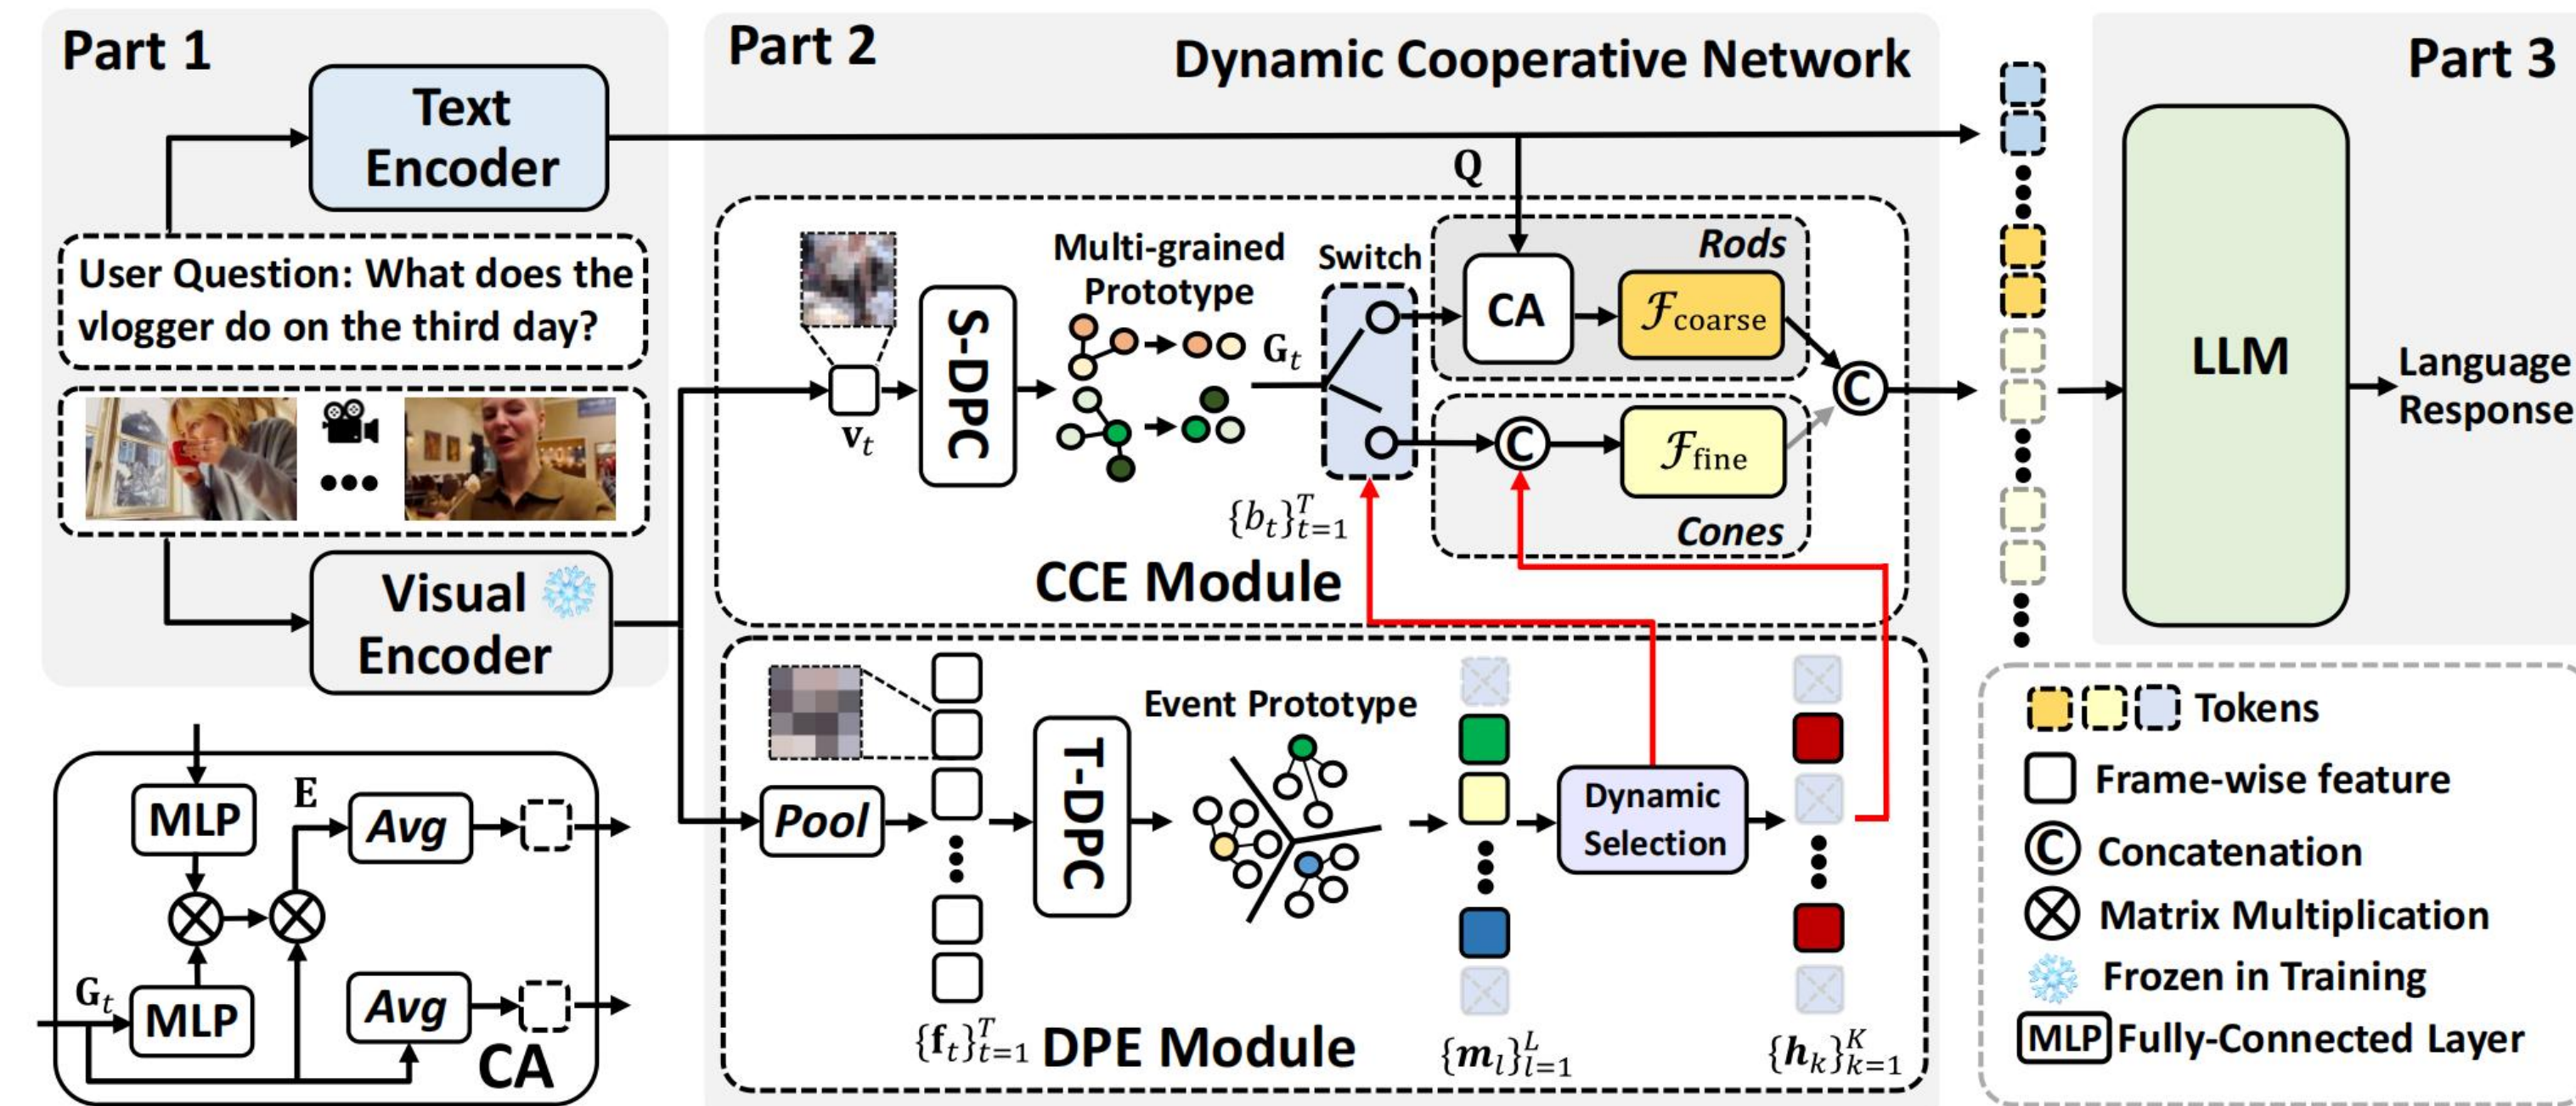 Part 1
Text
Encoder
User Question: What does the
vlogger do on the third day?
Visual
Encoder
MLP
E
Avg
G_t
MLP
Avg
CA
Part 2
Dynamic Cooperative Network
Q
Multi-grained
Prototype
Switch
Rods
S-DPC
v_t
G_t
CA
ℱ_coarse
C
C
ℱ_fine
Cones
{b_t}_{t=1}^T
CCE Module
Event Prototype
Pool
T-DPC
Dynamic
Selection
{f_t}_{t=1}^T
DPE Module
{m_l}_{l=1}^L
{h_k}_{k=1}^K
Part 3
LLM
Language
Response
Tokens
Frame-wise feature
C Concatenation
Matrix Multiplication
Frozen in Training
MLP Fully-Connected Layer